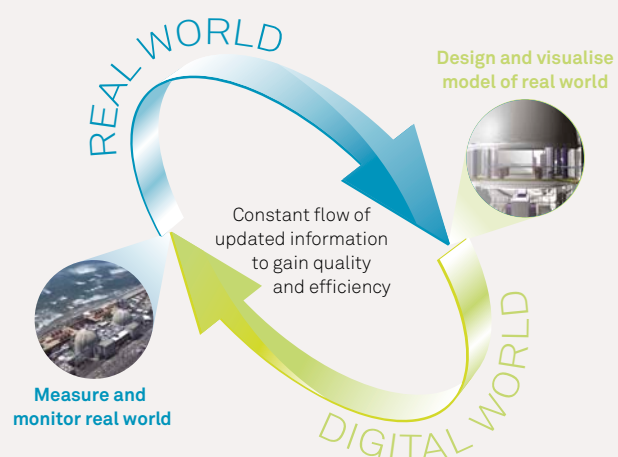 REAL WORLD
Design and visualise
model of real world
Constant flow of
updated information
to gain quality
and efficiency
Measure and
monitor real world
DIGITAL WORLD